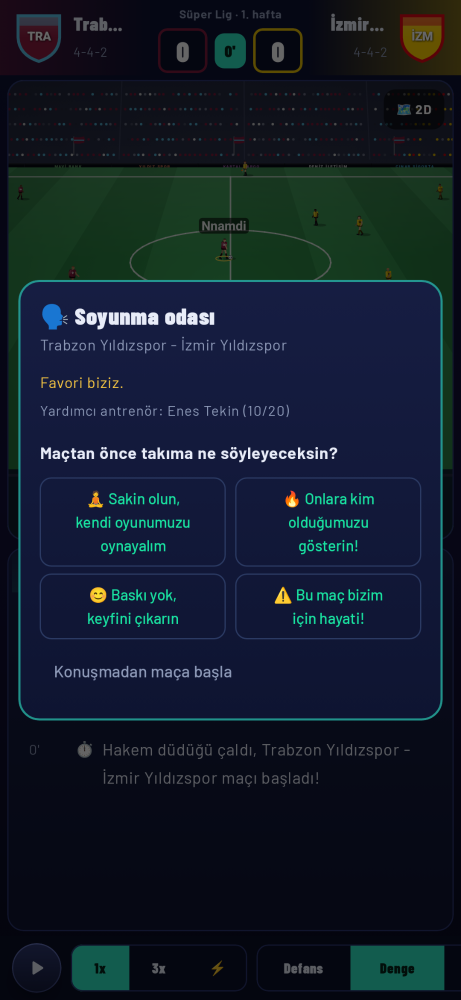 TRA
Trab...
4-4-2
Süper Lig · 1. hafta
0
0'
0
İzmir...
4-4-2
İZM
2D
Nnamdi
Soyunma odası
Trabzon Yıldızspor – İzmir Yıldızspor
Favori biziz.
Yardımcı antrenör: Enes Tekin (10/20)
Maçtan önce takıma ne söyleyeceksin?
Sakin olun,
kendi oyunumuzu
oynayalım
Onlara kim
olduğumuzu
gösterin!
Baskı yok,
keyfini çıkarın
Bu maç bizim
için hayati!
Konuşmadan maça başla
0'
Hakem düdüğü çaldı, Trabzon Yıldızspor –
İzmir Yıldızspor maçı başladı!
1x
3x
Defans
Denge